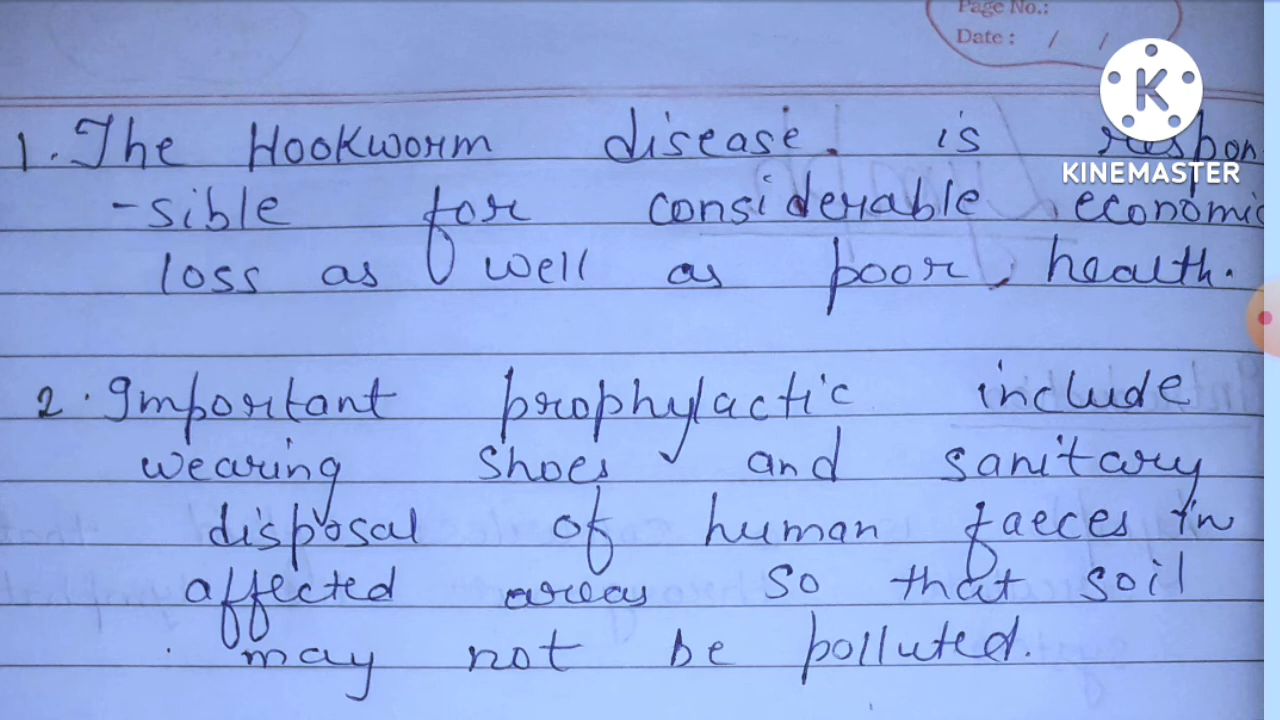 Page No.:
Date : / /
K
KINEMASTER
1. The Hookworm disease. is respon
-sible for considerable economic
loss as well as poor health.
2. Important prophylactic include
wearing shoes and sanitary
disposal of human faeces in
affected areas so that soil
may not be polluted.